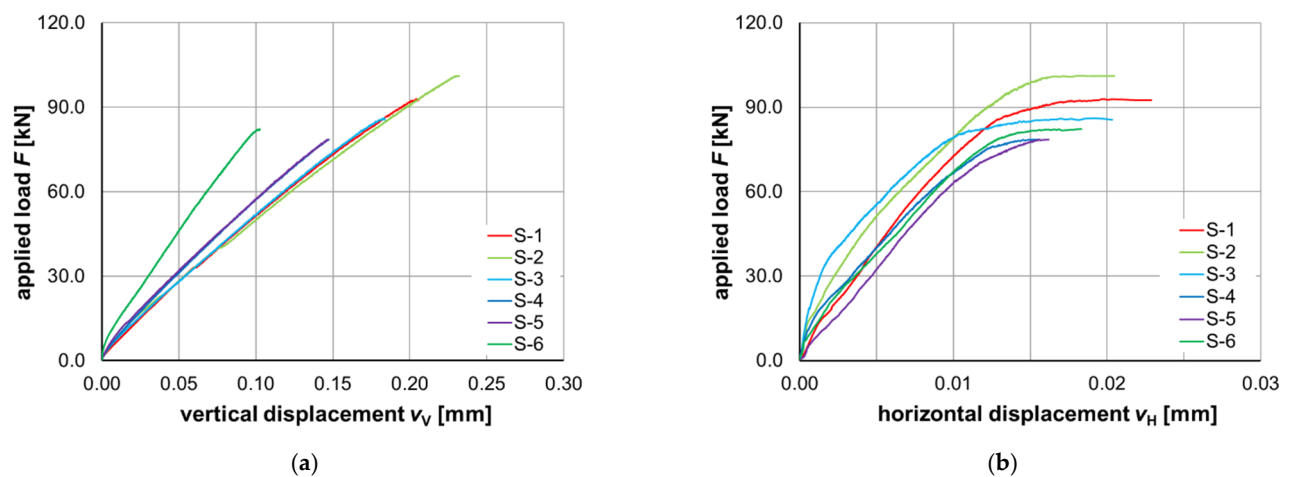 120.0
90.0
60.0
30.0
0.0
applied load F [kN]
S-1
S-2
S-3
S-4
S-5
S-6
0.00 0.05 0.10 0.15 0.20 0.25 0.30
vertical displacement vV [mm]
(a)
120.0
90.0
60.0
30.0
0.0
applied load F [kN]
S-1
S-2
S-3
S-4
S-5
S-6
0.00 0.01 0.02 0.03
horizontal displacement vH [mm]
(b)